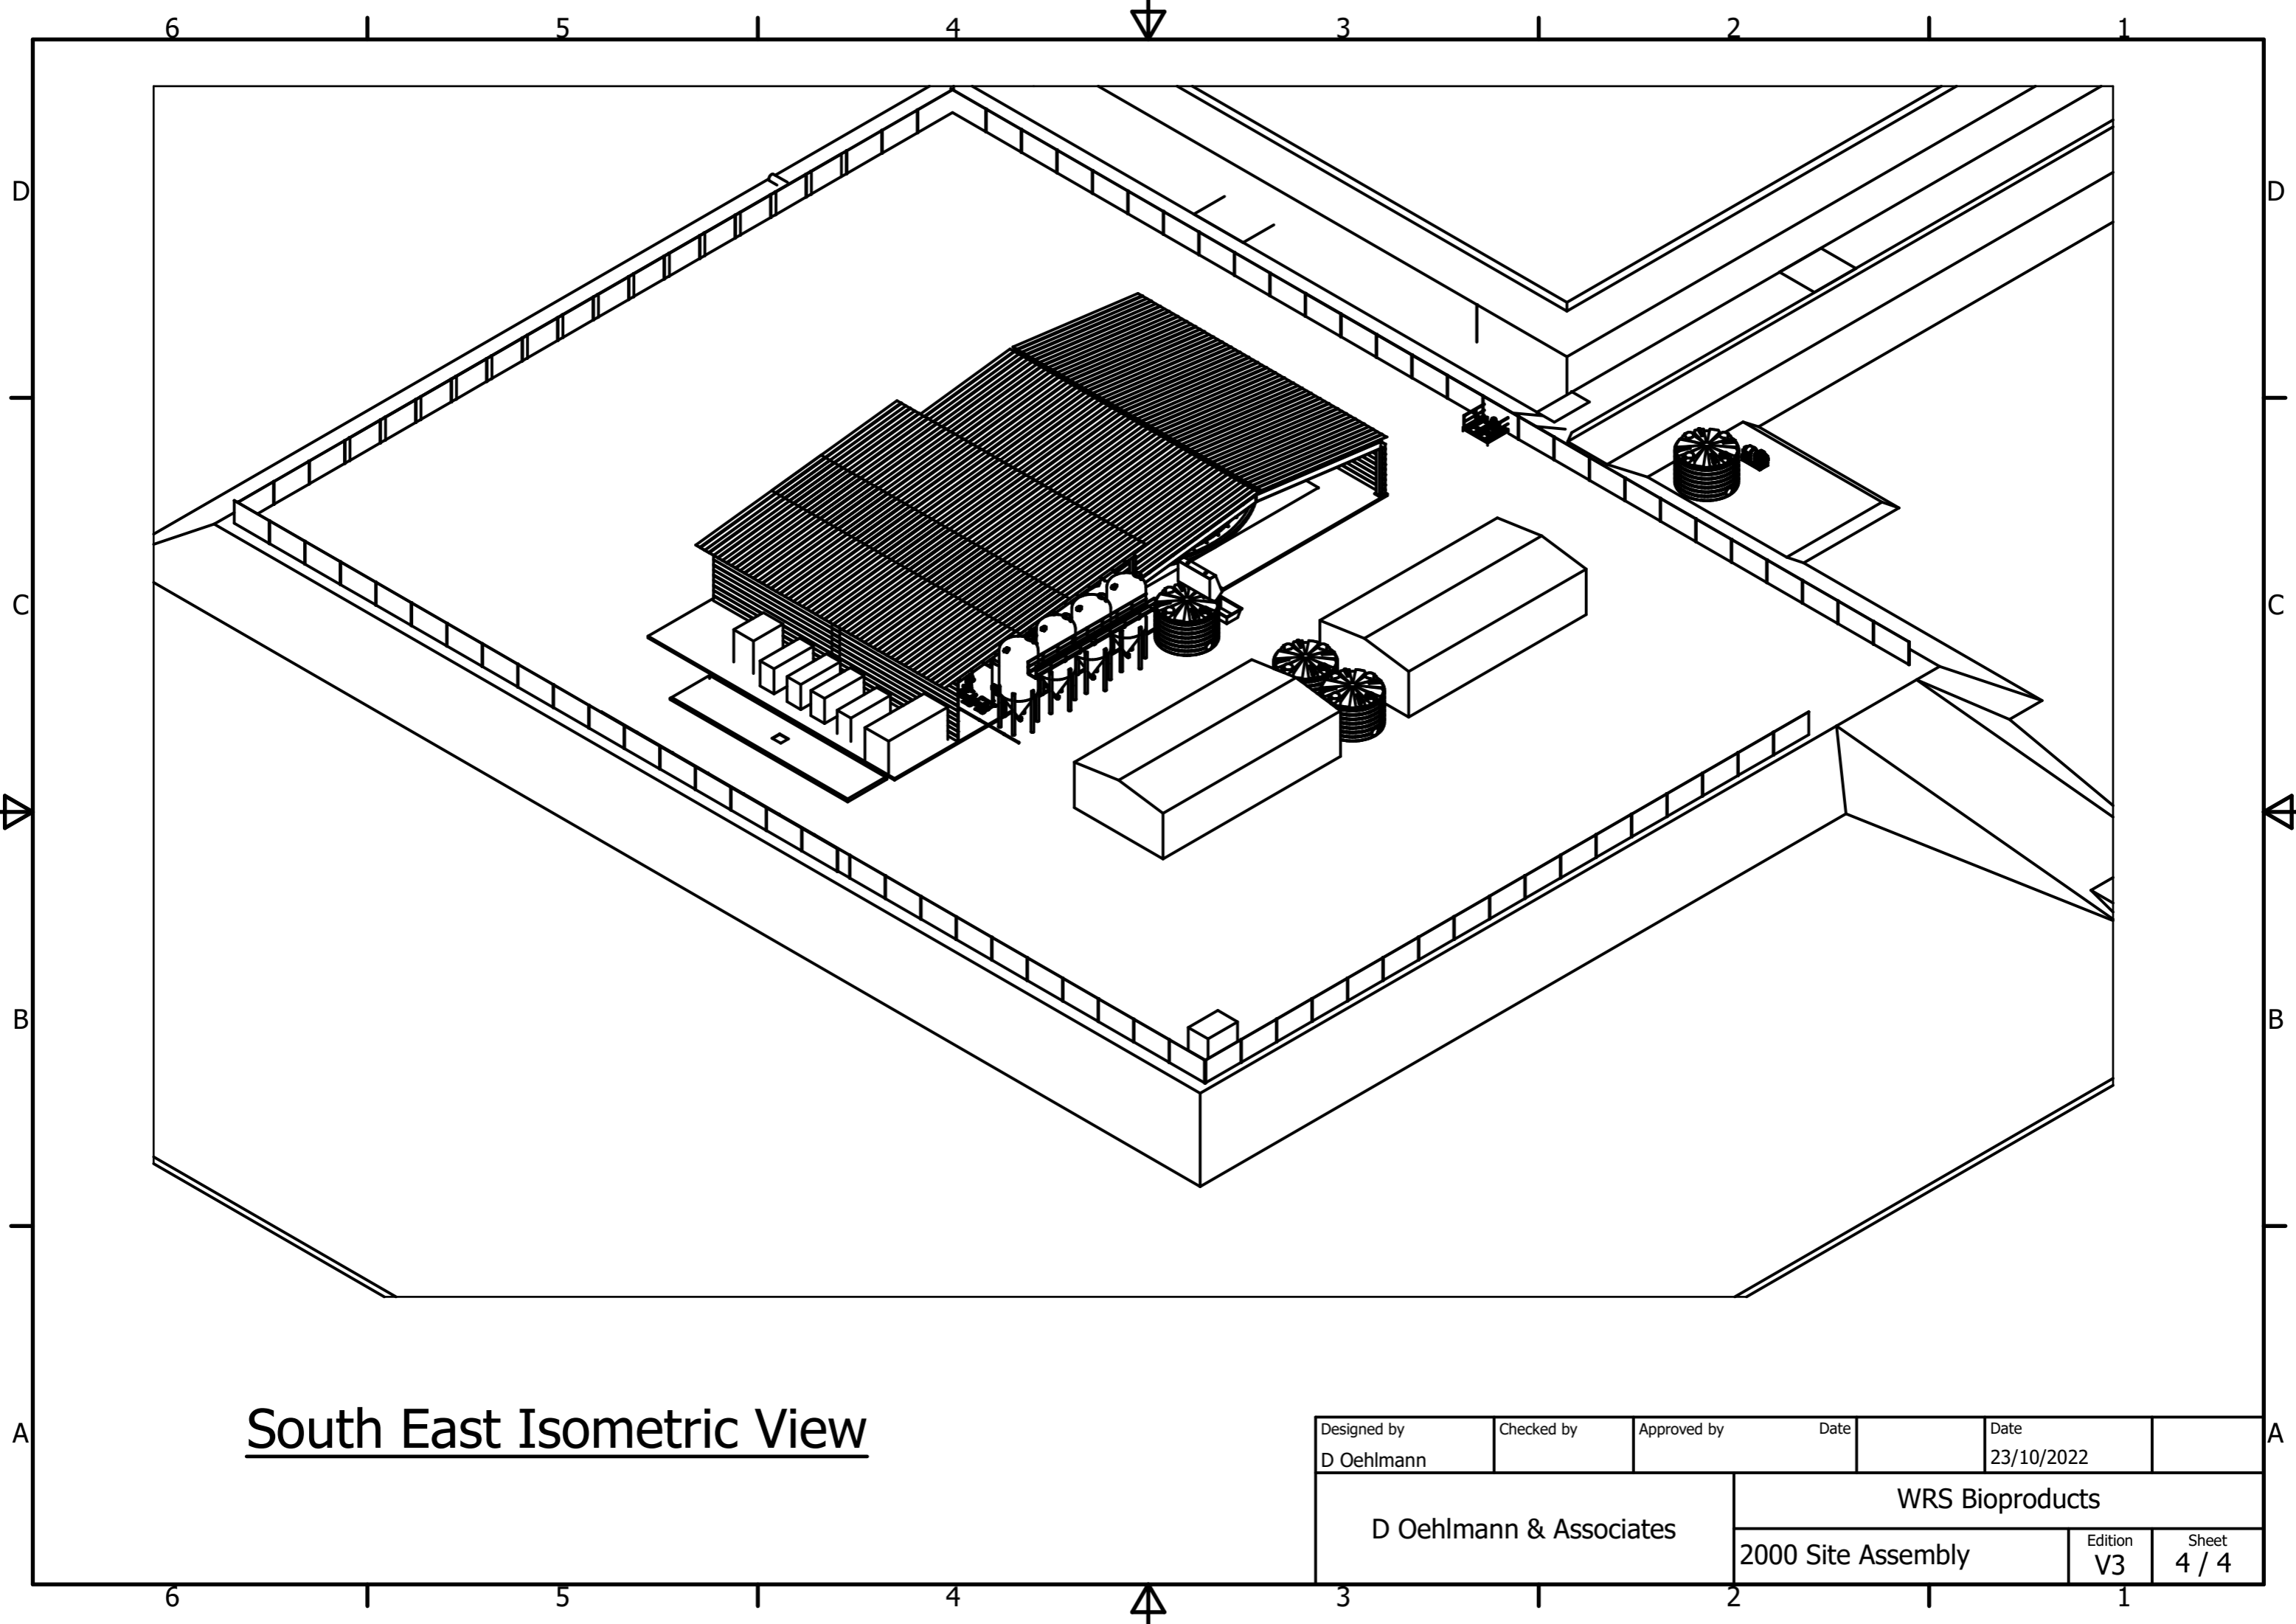 6 5 4 3 2 1
D D
C C
B B
South East Isometric View
A A
Designed by Checked by Approved by Date Date
D Oehlmann 23/10/2022
WRS Bioproducts
D Oehlmann & Associates
2000 Site Assembly
Edition Sheet
V3 4 / 4
6 5 4 3 2 1